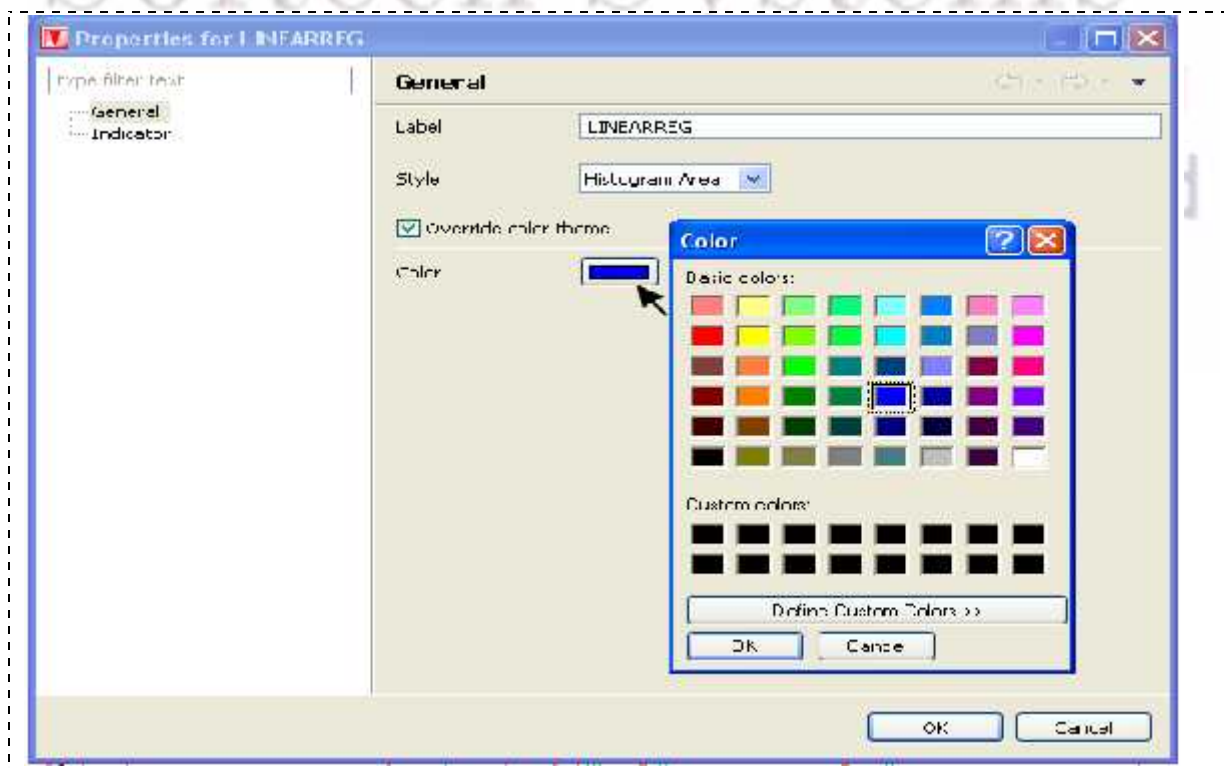 Properties for LINEARREG
type filter text
General
Indicator
General
Label
LINEARREG
Style
Histogram Area
Override color theme
Color
Color
Basic colors:
Custom colors:
Define Custom Colors >>
OK
Cancel
OK
Cancel